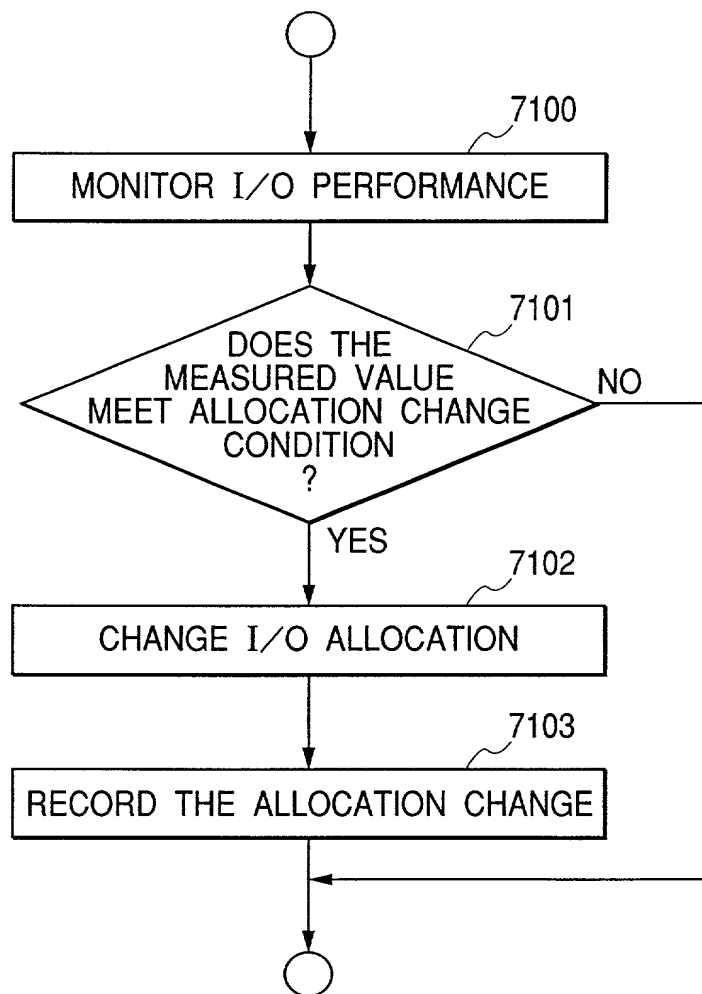 7100
MONITOR I/O PERFORMANCE
7101
DOES THE
MEASURED VALUE
MEET ALLOCATION CHANGE
CONDITION
?
NO
YES
7102
CHANGE I/O ALLOCATION
7103
RECORD THE ALLOCATION CHANGE